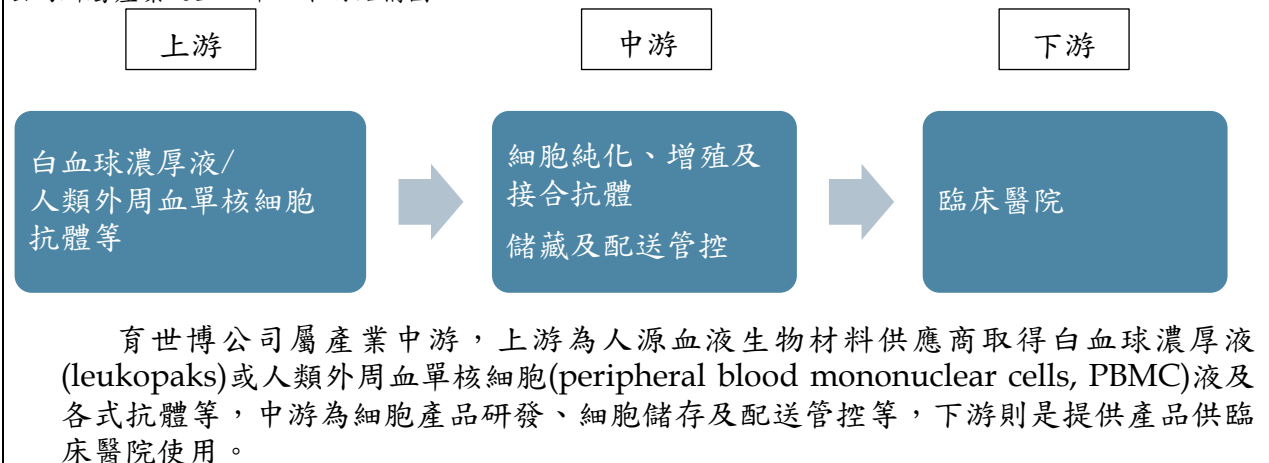 上游
中游
下游
白血球濃厚液/
人類外周血單核細胞
抗體等
細胞純化、增殖及
接合抗體
儲藏及配送管控
臨床醫院
育世博公司屬產業中游，上游為人源血液生物材料供應商取得白血球濃厚液
(leukopaks)或人類外周血單核細胞(peripheral blood mononuclear cells, PBMC)液及
各式抗體等，中游為細胞產品研發、細胞儲存及配送管控等，下游則是提供產品供臨
床醫院使用。